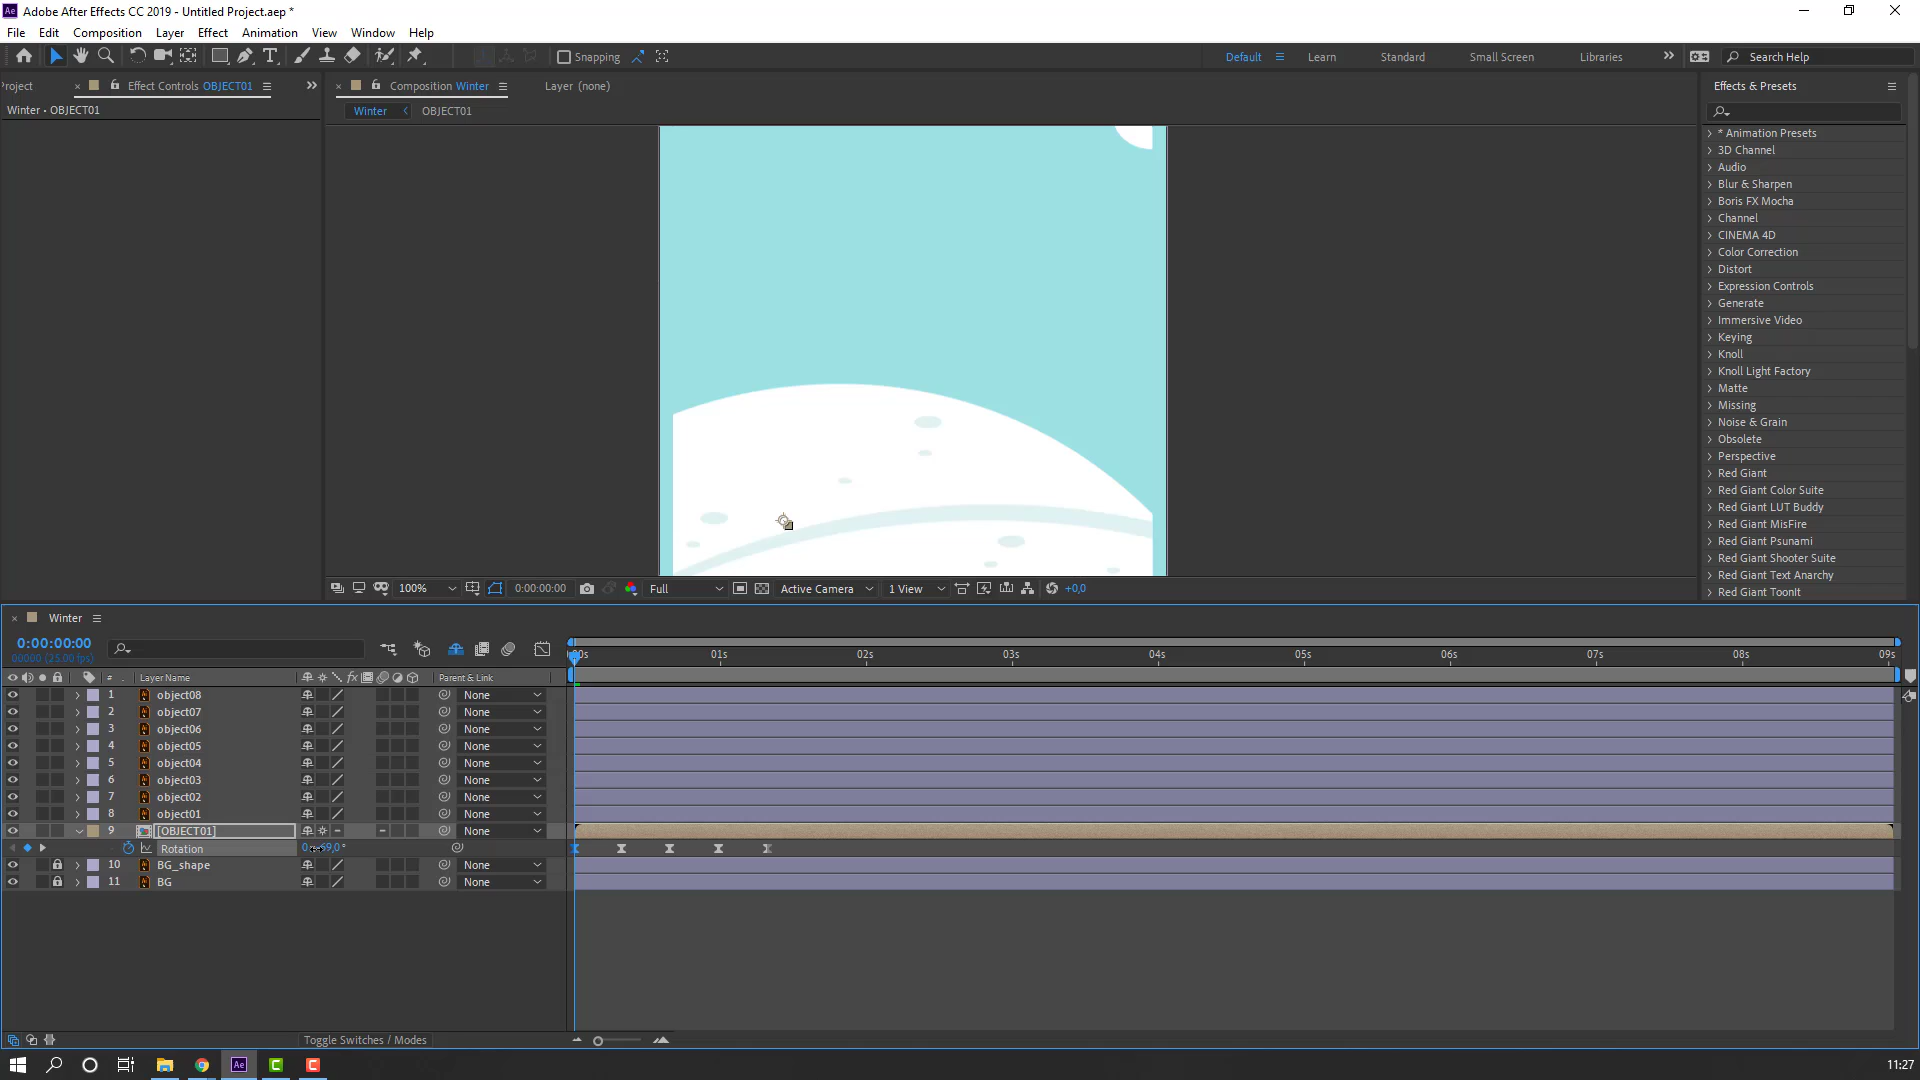 Adobe After Effects CC 2019 - Untitled Project.aep *
File Edit Composition Layer Effect Animation View Window Help
Snapping
Default Learn Standard Small Screen Libraries
Search Help
Project
Effect Controls OBJECT01
Composition Winter
Layer (none)
Effects & Presets
Winter • OBJECT01
Winter
OBJECT01
* Animation Presets
3D Channel
Audio
Blur & Sharpen
Boris FX Mocha
Channel
CINEMA 4D
Color Correction
Distort
Expression Controls
Generate
Immersive Video
Keying
Knoll
Knoll Light Factory
Matte
Missing
Noise & Grain
Obsolete
Perspective
Red Giant
Red Giant Color Suite
Red Giant LUT Buddy
Red Giant MisFire
Red Giant Psunami
Red Giant Shooter Suite
Red Giant Text Anarchy
Red Giant ToonIt
100%
0:00:00:00
Full
Active Camera
1 View
+0,0
Winter
0:00:00:00
00000 (25.00 fps)
01s 02s 03s 04s 05s 06s 07s 08s 09s
# Layer Name Parent & Link
1 object08 None
2 object07 None
3 object06 None
4 object05 None
5 object04 None
6 object03 None
7 object02 None
8 object01 None
9 [OBJECT01] None
Rotation
10 BG_shape None
11 BG None
Toggle Switches / Modes
11:27